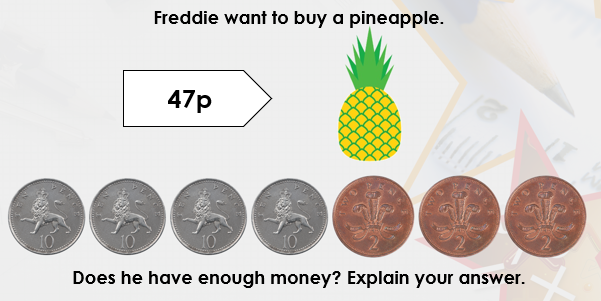 Freddie want to buy a pineapple.
47p
10 10 10 10 2 2 2
Does he have enough money? Explain your answer.